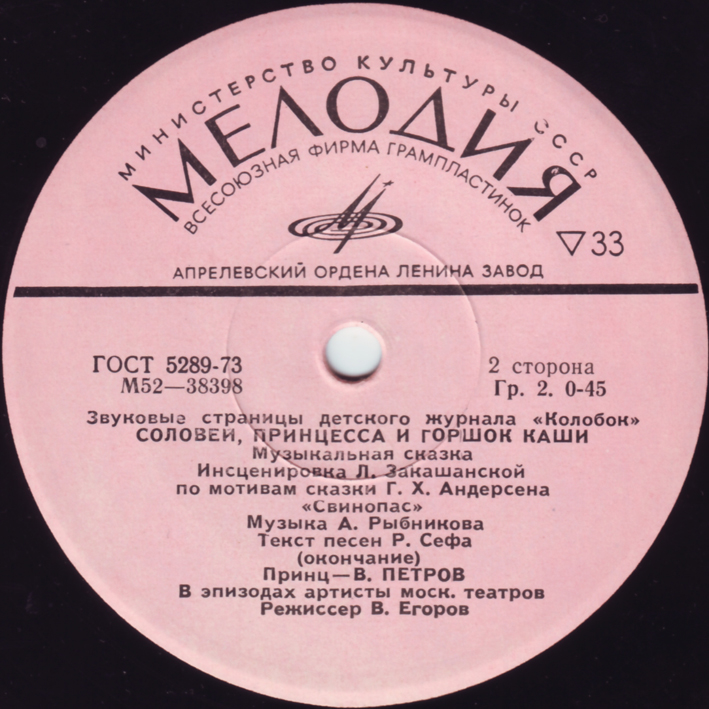 МИНИСТЕРСТВО КУЛЬТУРЫ СССР
МЕЛОДИЯ
ВСЕСОЮЗНАЯ ФИРМА ГРАМПЛАСТИНОК
▽33
АПРЕЛЕВСКИЙ ОРДЕНА ЛЕНИНА ЗАВОД
ГОСТ 5289-73
М52—38398
2 сторона
Гр. 2. 0-45
Звуковые страницы детского журнала «Колобок»
СОЛОВЕЙ, ПРИНЦЕССА И ГОРШОК КАШИ
Музыкальная сказка
Инсценировка Л. Закашанской
по мотивам сказки Г. Х. Андерсена
«Свинопас»
Музыка А. Рыбникова
Текст песен Р. Сефа
(окончание)
Принц—В. ПЕТРОВ
В эпизодах артисты моск. театров
Режиссер В. Егоров